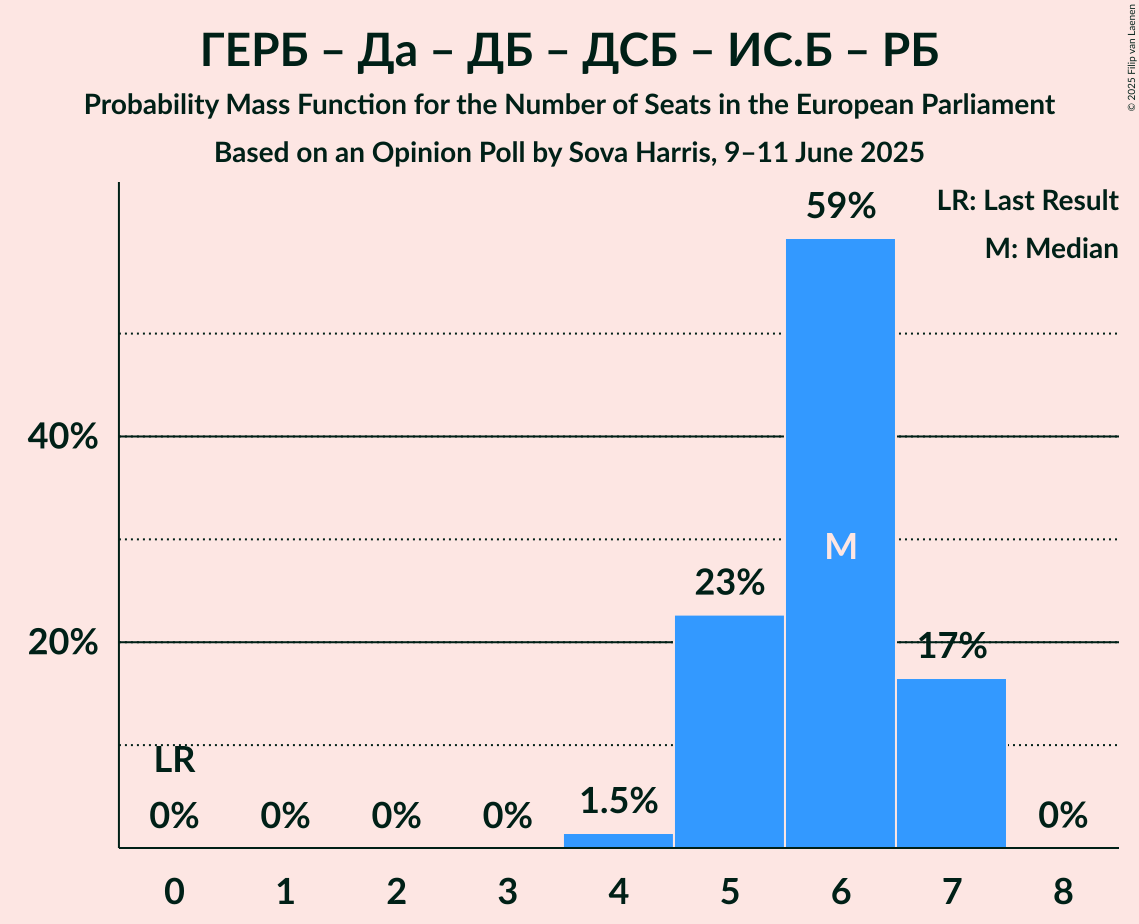 ГЕРБ – Да – ДБ – ДСБ – ИС.Б – РБ
Probability Mass Function for the Number of Seats in the European Parliament
Based on an Opinion Poll by Sova Harris, 9–11 June 2025
© 2025 Filip van Laenen
LR: Last Result
M: Median
59%
40%
M
23%
20%
17%
LR
0%
0%
0%
0%
1.5%
0%
0 1 2 3 4 5 6 7 8